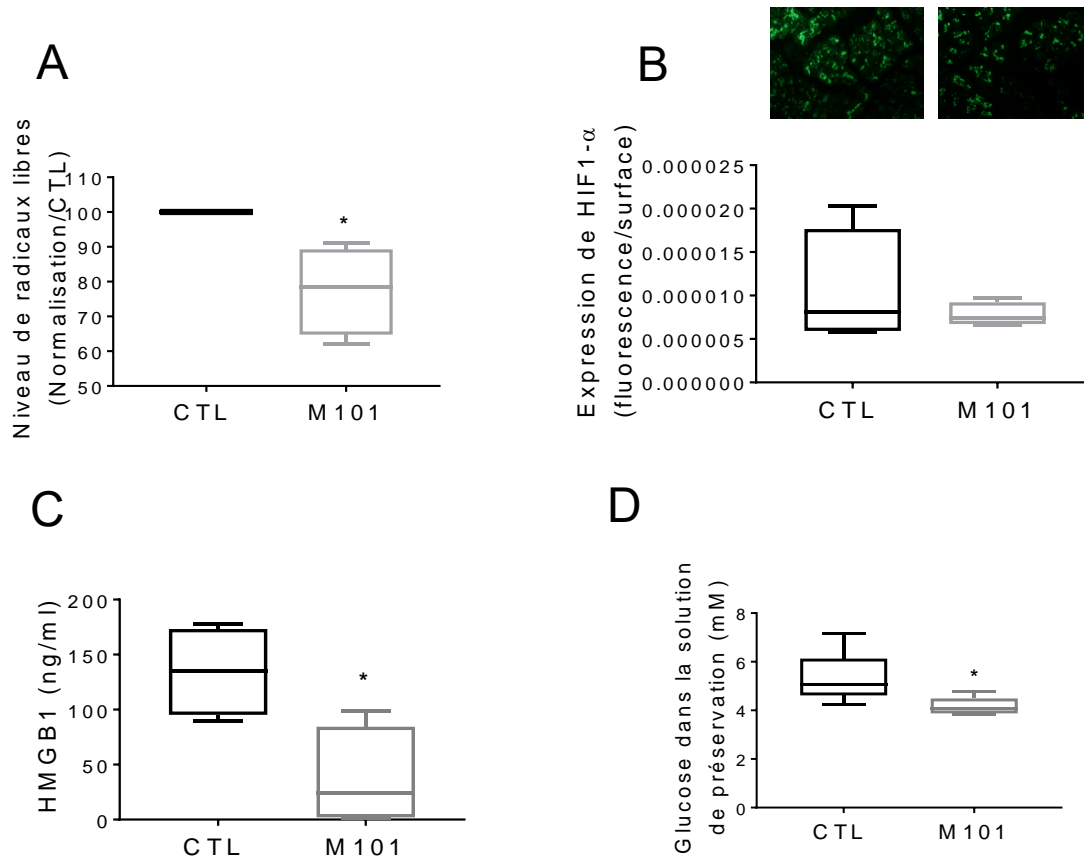 A
Niveau de radicaux libres
(Normalisation/CTL)
110
100
90
80
70
60
50
*
CTL
M101
B
Expression de HIF1-α
(fluorescence/surface)
0.000025
0.000020
0.000015
0.000010
0.000005
0.000000
CTL
M101
C
HMGB1 (ng/ml)
200
150
100
50
0
*
CTL
M101
D
Glucose dans la solution
de préservation (mM)
8
6
4
2
0
*
CTL
M101